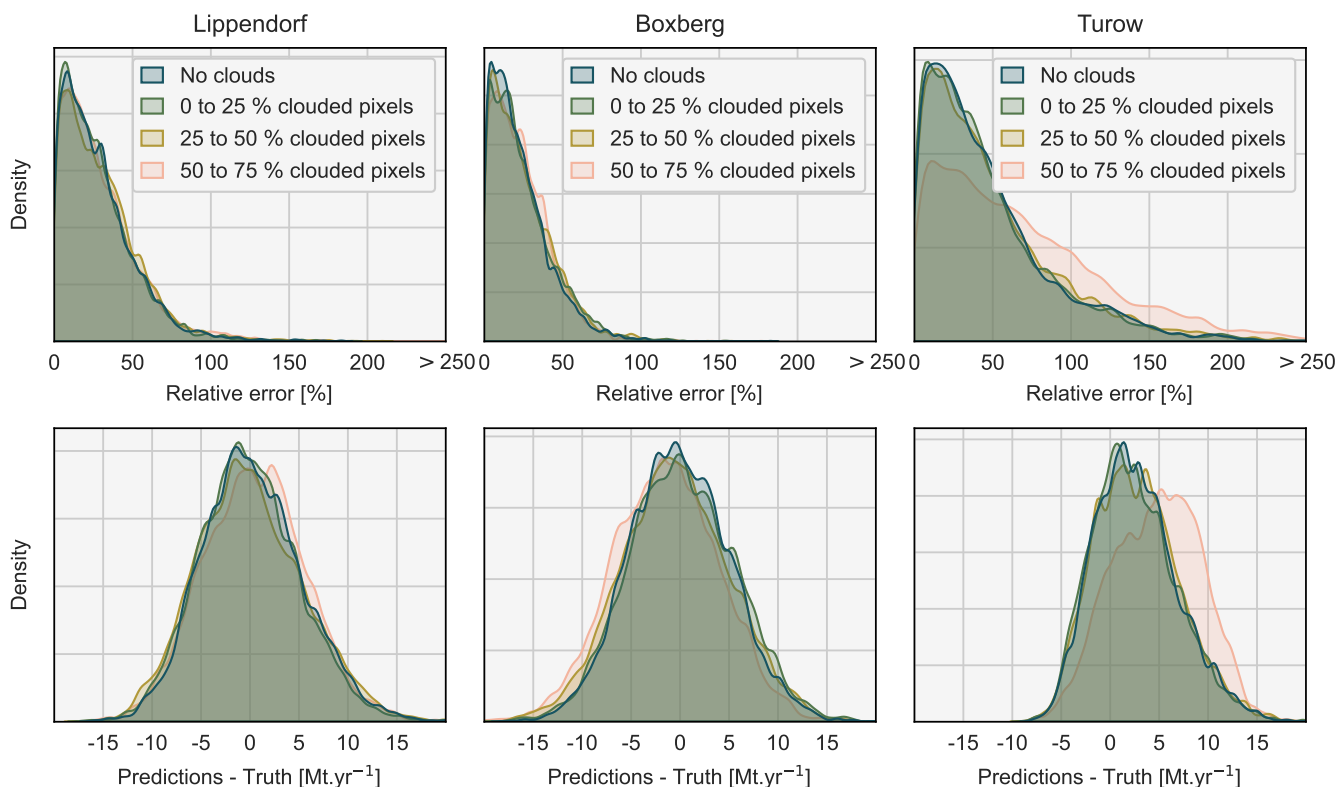 Lippendorf
Boxberg
Turow
Density
No clouds
0 to 25 % clouded pixels
25 to 50 % clouded pixels
50 to 75 % clouded pixels
No clouds
0 to 25 % clouded pixels
25 to 50 % clouded pixels
50 to 75 % clouded pixels
No clouds
0 to 25 % clouded pixels
25 to 50 % clouded pixels
50 to 75 % clouded pixels
0 50 100 150 200 > 250
0 50 100 150 200 > 250
0 50 100 150 200 > 250
Relative error [%]
Relative error [%]
Relative error [%]
Density
-15 -10 -5 0 5 10 15
-15 -10 -5 0 5 10 15
-15 -10 -5 0 5 10 15
Predictions - Truth [Mt.yr⁻¹]
Predictions - Truth [Mt.yr⁻¹]
Predictions - Truth [Mt.yr⁻¹]